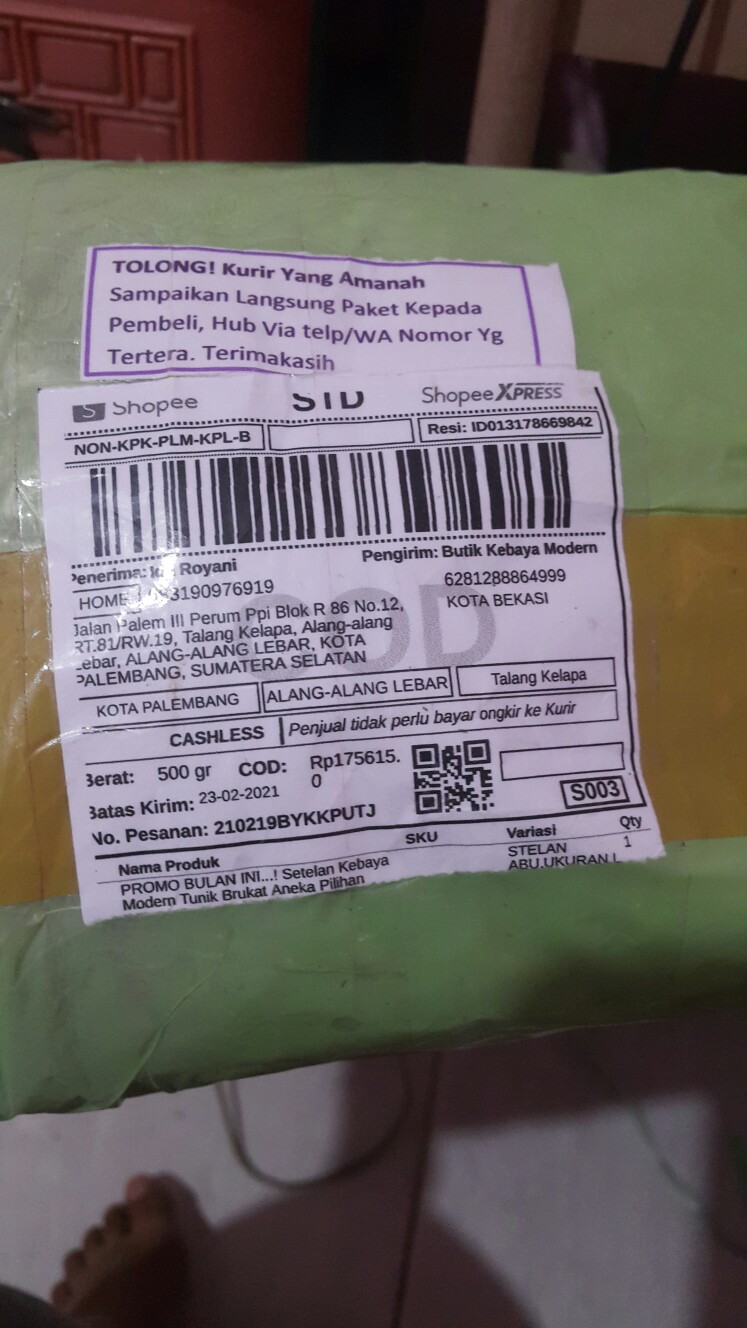 TOLONG! Kurir Yang Amanah
Sampaikan Langsung Paket Kepada
Pembeli, Hub Via telp/WA Nomor Yg
Tertera. Terimakasih
S Shopee STD Shopee XPRESS
NON-KPK-PLM-KPL-B Resi: ID013178669842
Penerima: Royani Pengirim: Butik Kebaya Modern
HOME 6281288864999
KOTA BEKASI
Jalan Palem III Perum Ppi Blok R 86 No.12,
RT.81/RW.19, Talang Kelapa, Alang-alang
Lebar, ALANG-ALANG LEBAR, KOTA
PALEMBANG, SUMATERA SELATAN
COD
KOTA PALEMBANG ALANG-ALANG LEBAR Talang Kelapa
CASHLESS Penjual tidak perlu bayar ongkir ke Kurir
Berat: 500 gr COD: Rp175615.
0
Batas Kirim: 23-02-2021 S003
No. Pesanan: 210219BYKKPUTJ
Nama Produk SKU Variasi Qty
PROMO BULAN INI...! Setelan Kebaya STELAN 1
Modern Tunik Brukat Aneka Pilihan ABU,UKURAN L